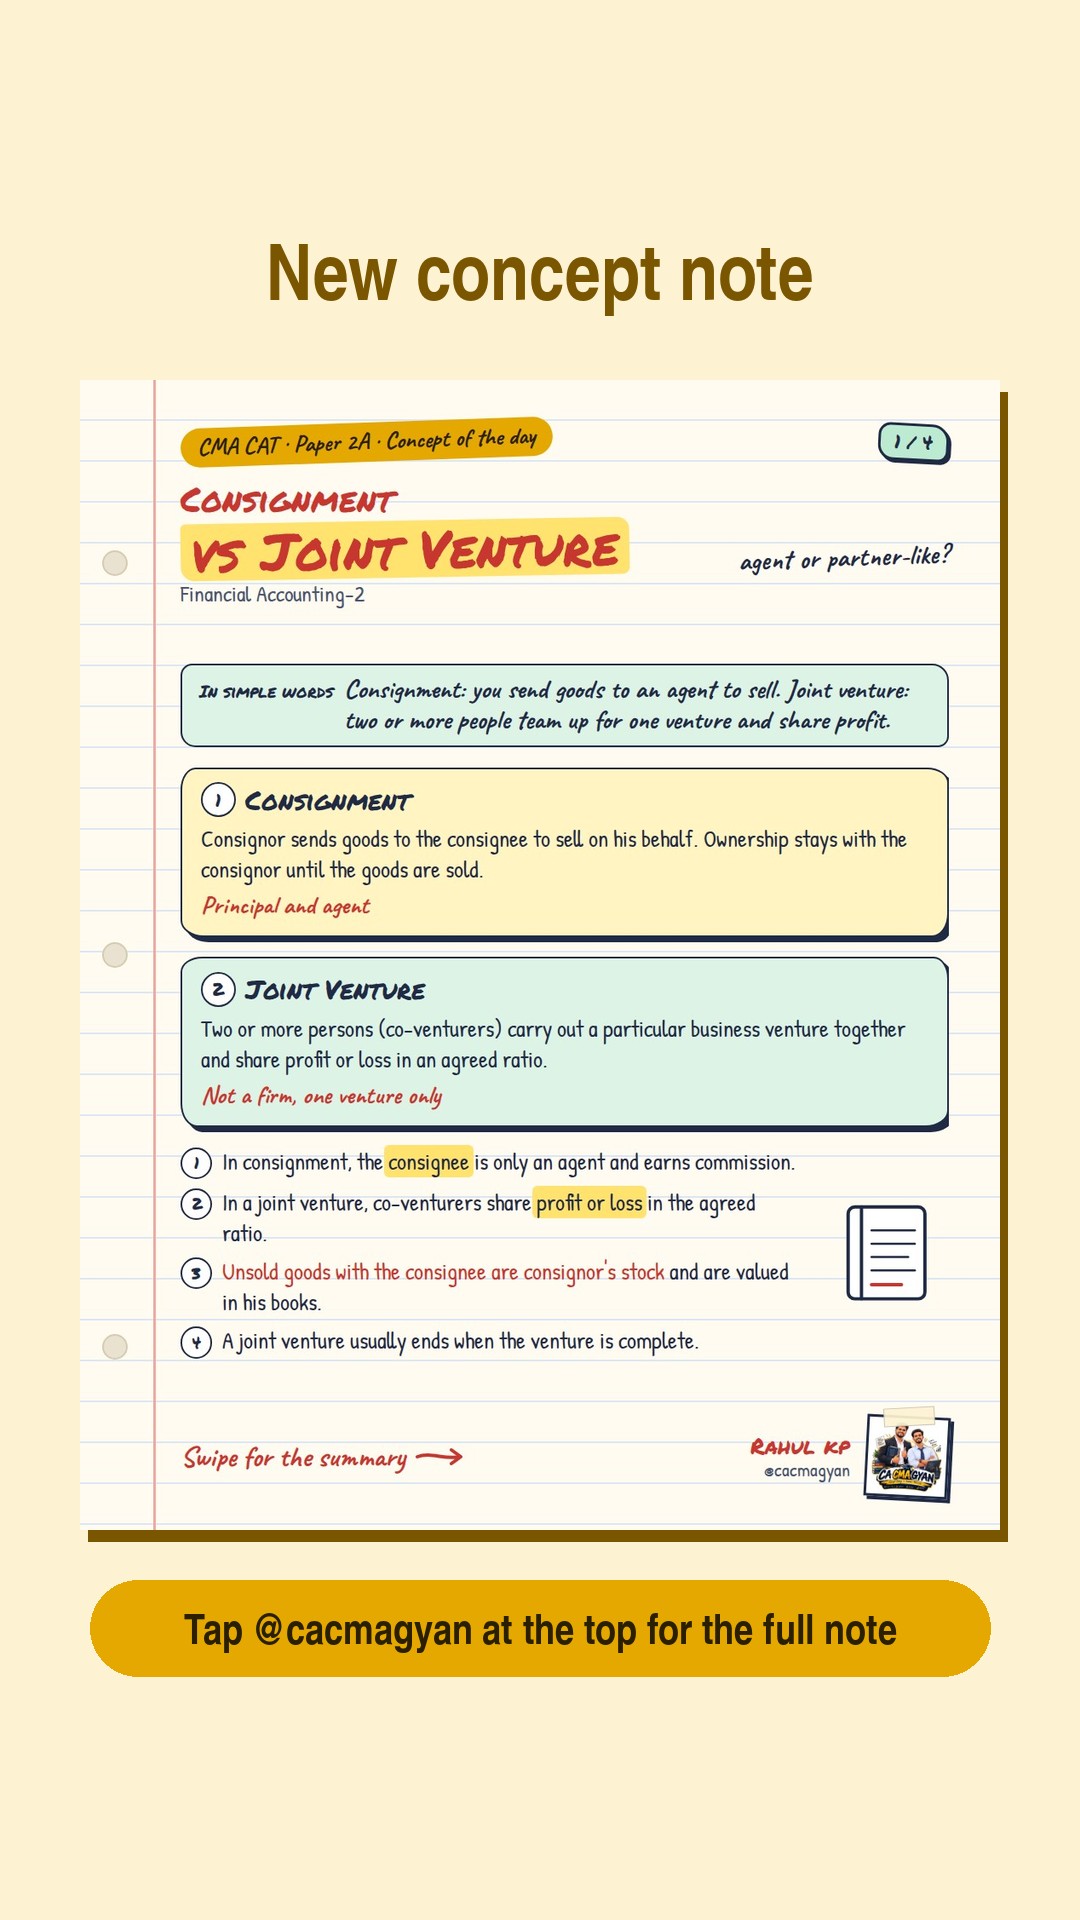 New concept note
CMA CAT · Paper 2A · Concept of the day
1 / 4
Consignment
vs Joint Venture
agent or partner-like?
Financial Accounting-2
In simple words Consignment: you send goods to an agent to sell. Joint venture:
two or more people team up for one venture and share profit.
1 Consignment
Consignor sends goods to the consignee to sell on his behalf. Ownership stays with the
consignor until the goods are sold.
Principal and agent
2 Joint Venture
Two or more persons (co-venturers) carry out a particular business venture together
and share profit or loss in an agreed ratio.
Not a firm, one venture only
1 In consignment, the consignee is only an agent and earns commission.
2 In a joint venture, co-venturers share profit or loss in the agreed
ratio.
3 Unsold goods with the consignee are consignor's stock and are valued
in his books.
4 A joint venture usually ends when the venture is complete.
Swipe for the summary
Rahul KP
@cacmagyan
CA CMA GYAN
Tap @cacmagyan at the top for the full note